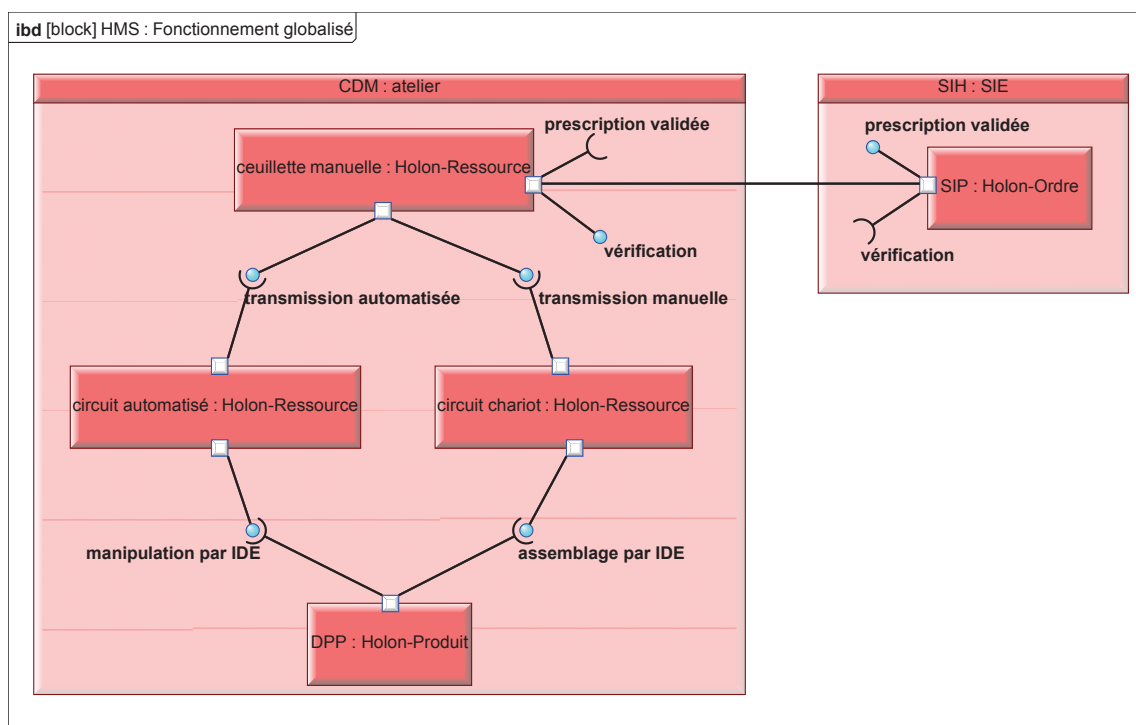 ibd [block] HMS : Fonctionnement globalisé
CDM : atelier
SIH : SIE
prescription validée
prescription validée
ceuillette manuelle : Holon-Ressource
SIP : Holon-Ordre
vérification
vérification
transmission automatisée
transmission manuelle
circuit automatisé : Holon-Ressource
circuit chariot : Holon-Ressource
manipulation par IDE
assemblage par IDE
DPP : Holon-Produit